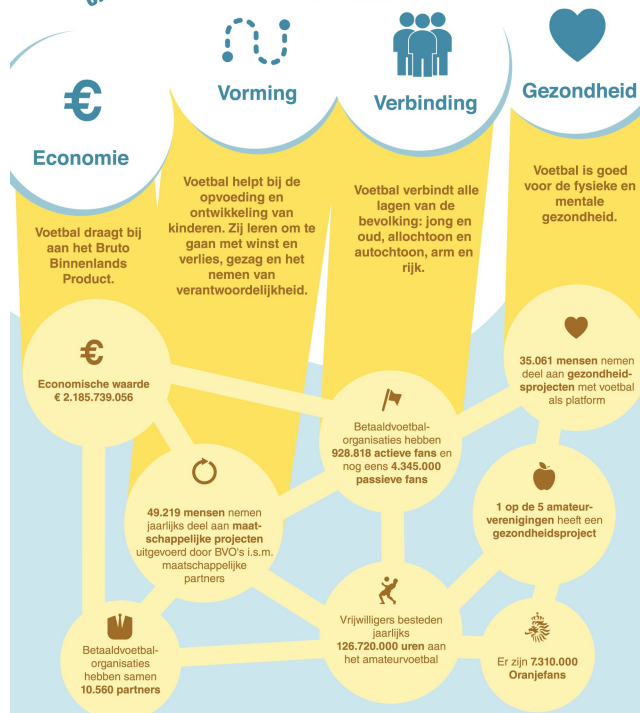 €
Economie
Voetbal draagt bij
aan het Bruto
Binnenlands
Product.
Vorming
Voetbal helpt bij de
opvoeding en
ontwikkeling van
kinderen. Zij leren om te
gaan met winst en
verlies, gezag en het
nemen van
verantwoordelijkheid.
Verbinding
Voetbal verbindt alle
lagen van de
bevolking: jong en
oud, allochtoon en
autochtoon, arm en
rijk.
Gezondheid
Voetbal is goed
voor de fysieke en
mentale
gezondheid.
€
Economische waarde
€ 2.185.739.056
35.061 mensen nemen
deel aan gezondheids-
projecten met voetbal
als platform
Betaaldvoetbal-
organisaties hebben
928.818 actieve fans en
nog eens 4.345.000
passieve fans
49.219 mensen nemen
jaarlijks deel aan maat-
schappelijke projecten
uitgevoerd door BVO's i.s.m.
maatschappelijke
partners
1 op de 5 amateur-
verenigingen heeft een
gezondheidsproject
Vrijwilligers besteden
jaarlijks
126.720.000 uren aan
het amateurvoetbal
Betaaldvoetbal-
organisaties
hebben samen
10.560 partners
Er zijn 7.310.000
Oranjefans